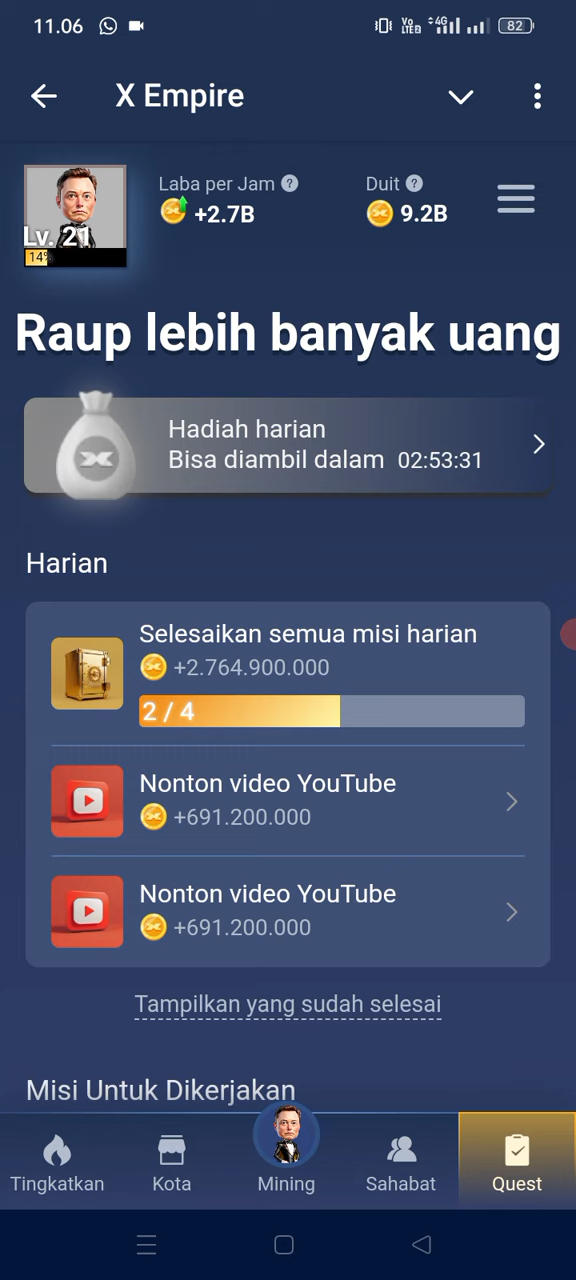 11.06
Vo
LTE2
4G
82
X Empire
Laba per Jam ?
+2.7B
Duit ?
9.2B
Lv. 21
14%
Raup lebih banyak uang
Hadiah harian
Bisa diambil dalam 02:53:31
Harian
Selesaikan semua misi harian
+2.764.900.000
2 / 4
Nonton video YouTube
+691.200.000
Nonton video YouTube
+691.200.000
Tampilkan yang sudah selesai
Misi Untuk Dikerjakan
Tingkatkan
Kota
Mining
Sahabat
Quest